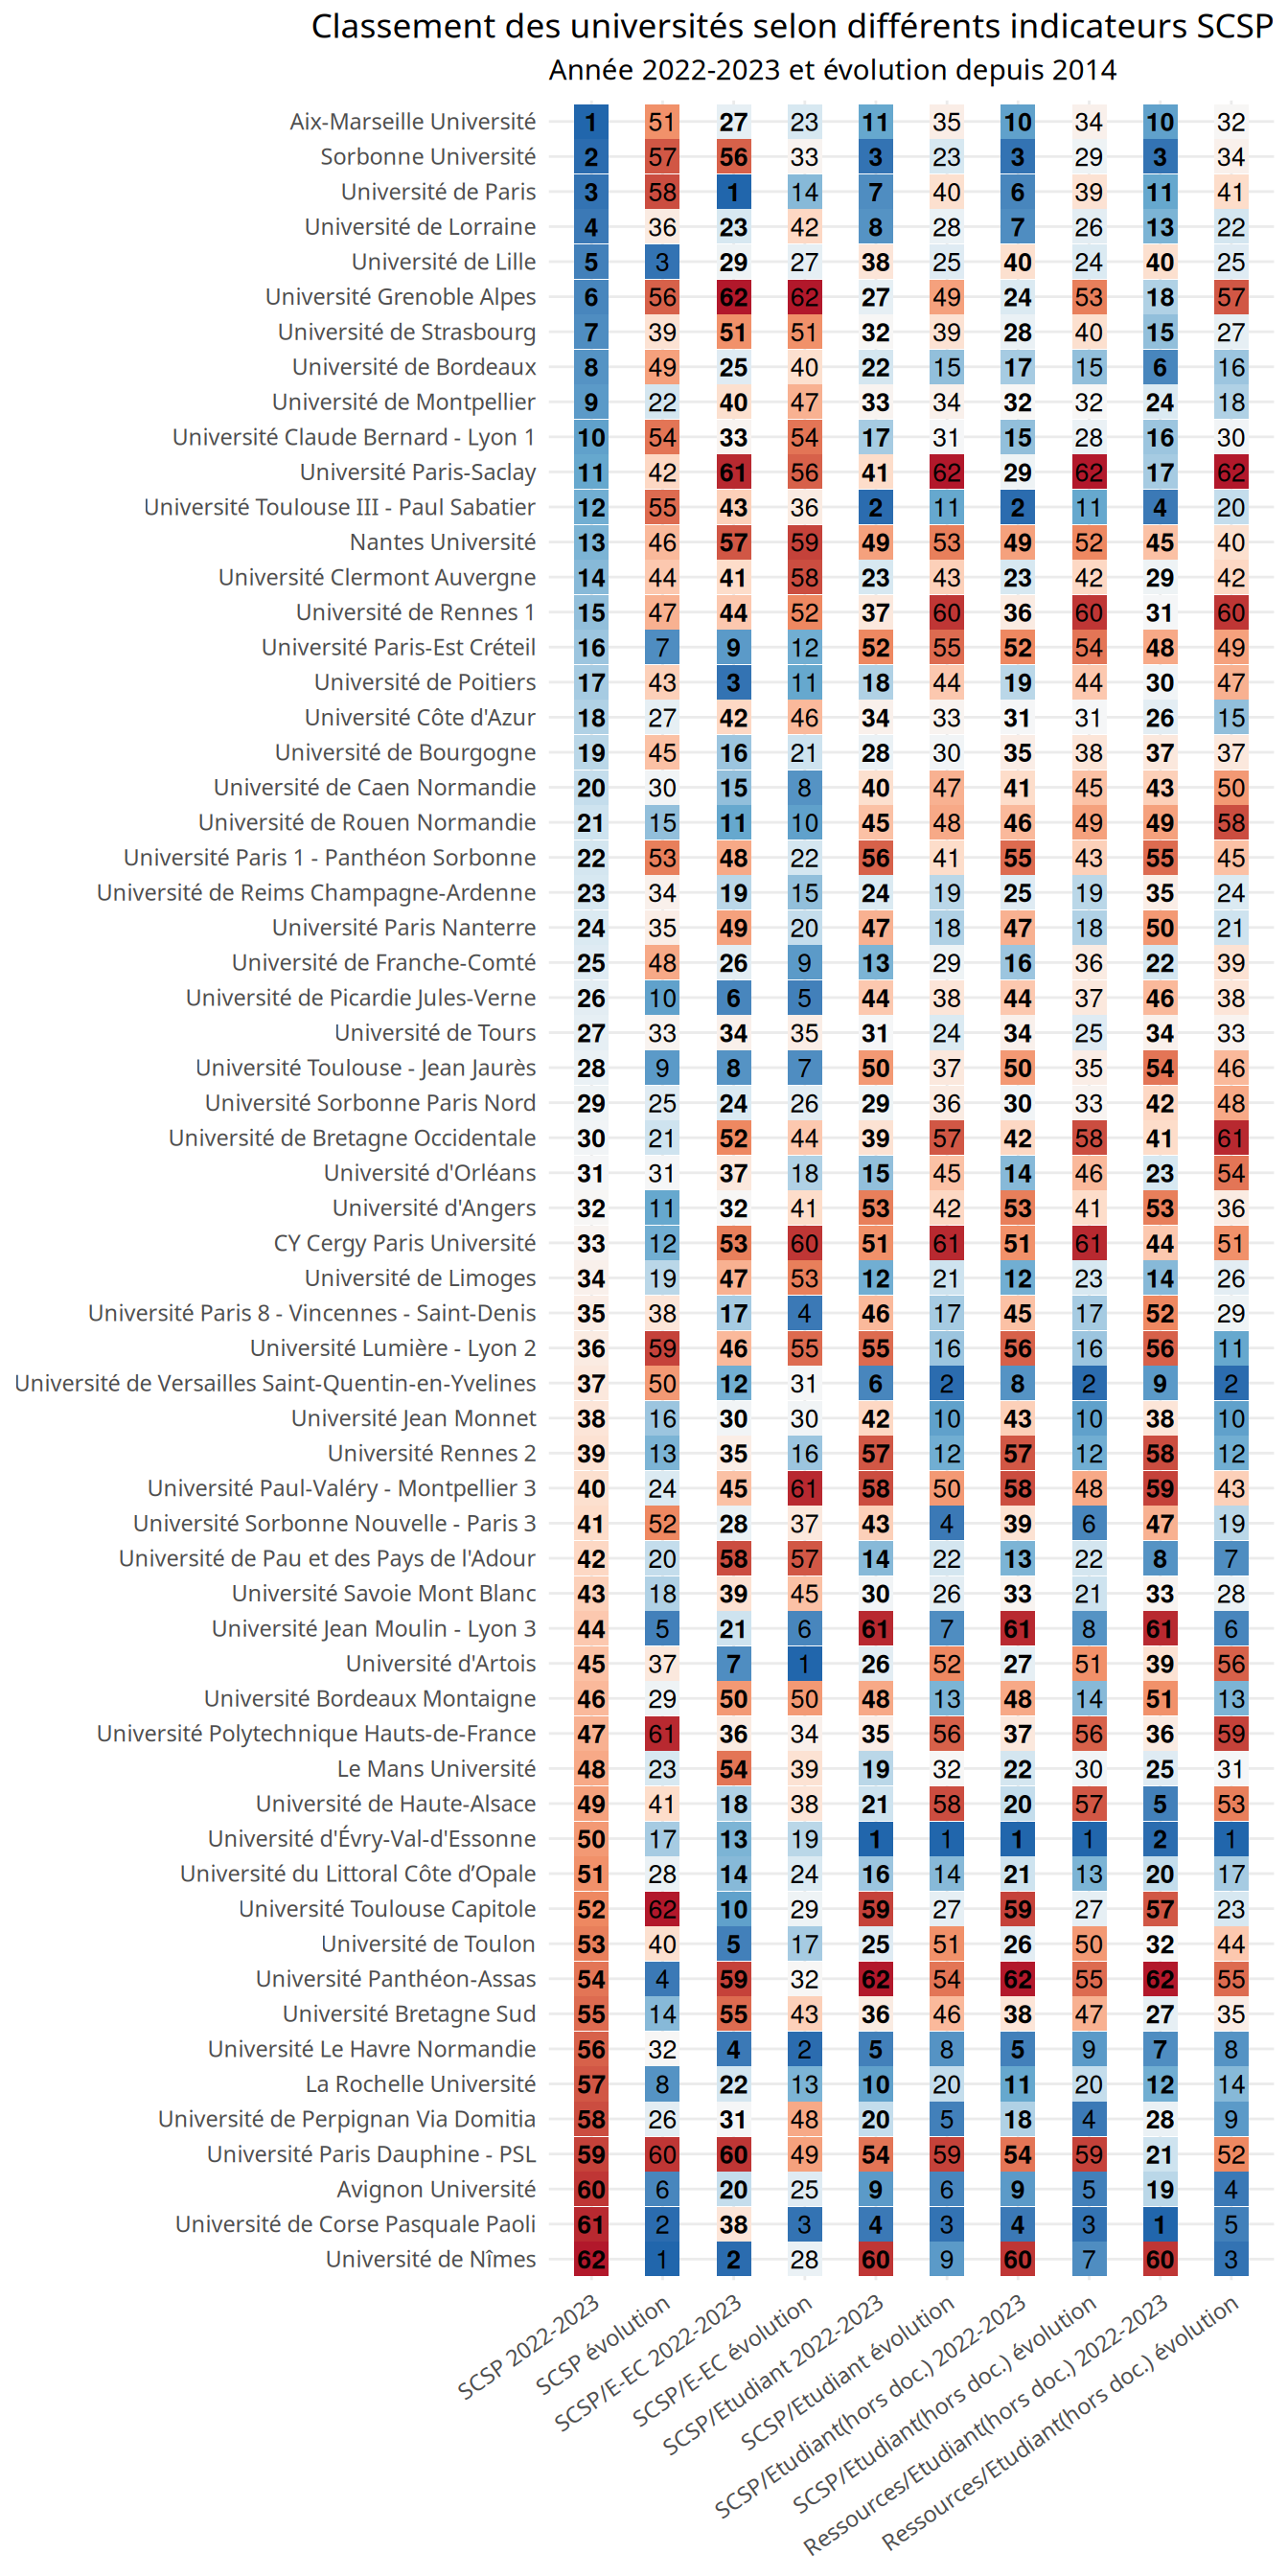 Classement des universités selon différents indicateurs SCSP
Année 2022-2023 et évolution depuis 2014
Aix-Marseille Université 1 51 27 23 11 35 10 34 10 32
Sorbonne Université 2 57 56 33 3 23 3 29 3 34
Université de Paris 3 58 1 14 7 40 6 39 11 41
Université de Lorraine 4 36 23 42 8 28 7 26 13 22
Université de Lille 5 3 29 27 38 25 40 24 40 25
Université Grenoble Alpes 6 56 62 62 27 49 24 53 18 57
Université de Strasbourg 7 39 51 51 32 39 28 40 15 27
Université de Bordeaux 8 49 25 40 22 15 17 15 6 16
Université de Montpellier 9 22 40 47 33 34 32 32 24 18
Université Claude Bernard - Lyon 1 10 54 33 54 17 31 15 28 16 30
Université Paris-Saclay 11 42 61 56 41 62 29 62 17 62
Université Toulouse III - Paul Sabatier 12 55 43 36 2 11 2 11 4 20
Nantes Université 13 46 57 59 49 53 49 52 45 40
Université Clermont Auvergne 14 44 41 58 23 43 23 42 29 42
Université de Rennes 1 15 47 44 52 37 60 36 60 31 60
Université Paris-Est Créteil 16 7 9 12 52 55 52 54 48 49
Université de Poitiers 17 43 3 11 18 44 19 44 30 47
Université Côte d'Azur 18 27 42 46 34 33 31 31 26 15
Université de Bourgogne 19 45 16 21 28 30 35 38 37 37
Université de Caen Normandie 20 30 15 8 40 47 41 45 43 50
Université de Rouen Normandie 21 15 11 10 45 48 46 49 49 58
Université Paris 1 - Panthéon Sorbonne 22 53 48 22 56 41 55 43 55 45
Université de Reims Champagne-Ardenne 23 34 19 15 24 19 25 19 35 24
Université Paris Nanterre 24 35 49 20 47 18 47 18 50 21
Université de Franche-Comté 25 48 26 9 13 29 16 36 22 39
Université de Picardie Jules-Verne 26 10 6 5 44 38 44 37 46 38
Université de Tours 27 33 34 35 31 24 34 25 34 33
Université Toulouse - Jean Jaurès 28 9 8 7 50 37 50 35 54 46
Université Sorbonne Paris Nord 29 25 24 26 29 36 30 33 42 48
Université de Bretagne Occidentale 30 21 52 44 39 57 42 58 41 61
Université d'Orléans 31 31 37 18 15 45 14 46 23 54
Université d'Angers 32 11 32 41 53 42 53 41 53 36
CY Cergy Paris Université 33 12 53 60 51 61 51 61 44 51
Université de Limoges 34 19 47 53 12 21 12 23 14 26
Université Paris 8 - Vincennes - Saint-Denis 35 38 17 4 46 17 45 17 52 29
Université Lumière - Lyon 2 36 59 46 55 55 16 56 16 56 11
Université de Versailles Saint-Quentin-en-Yvelines 37 50 12 31 6 2 8 2 9 2
Université Jean Monnet 38 16 30 30 42 10 43 10 38 10
Université Rennes 2 39 13 35 16 57 12 57 12 58 12
Université Paul-Valéry - Montpellier 3 40 24 45 61 58 50 58 48 59 43
Université Sorbonne Nouvelle - Paris 3 41 52 28 37 43 4 39 6 47 19
Université de Pau et des Pays de l'Adour 42 20 58 57 14 22 13 22 8 7
Université Savoie Mont Blanc 43 18 39 45 30 26 33 21 33 28
Université Jean Moulin - Lyon 3 44 5 21 6 61 7 61 8 61 6
Université d'Artois 45 37 7 1 26 52 27 51 39 56
Université Bordeaux Montaigne 46 29 50 50 48 13 48 14 51 13
Université Polytechnique Hauts-de-France 47 61 36 34 35 56 37 56 36 59
Le Mans Université 48 23 54 39 19 32 22 30 25 31
Université de Haute-Alsace 49 41 18 38 21 58 20 57 5 53
Université d'Évry-Val-d'Essonne 50 17 13 19 1 1 1 1 2 1
Université du Littoral Côte d’Opale 51 28 14 24 16 14 21 13 20 17
Université Toulouse Capitole 52 62 10 29 59 27 59 27 57 23
Université de Toulon 53 40 5 17 25 51 26 50 32 44
Université Panthéon-Assas 54 4 59 32 62 54 62 55 62 55
Université Bretagne Sud 55 14 55 43 36 46 38 47 27 35
Université Le Havre Normandie 56 32 4 2 5 8 5 9 7 8
La Rochelle Université 57 8 22 13 10 20 11 20 12 14
Université de Perpignan Via Domitia 58 26 31 48 20 5 18 4 28 9
Université Paris Dauphine - PSL 59 60 60 49 54 59 54 59 21 52
Avignon Université 60 6 20 25 9 6 9 5 19 4
Université de Corse Pasquale Paoli 61 2 38 3 4 3 4 3 1 5
Université de Nîmes 62 1 2 28 60 9 60 7 60 3
SCSP 2022-2023
SCSP évolution
SCSP/E-EC 2022-2023
SCSP/E-EC évolution
SCSP/Etudiant 2022-2023
SCSP/Etudiant évolution
SCSP/Etudiant(hors doc.) 2022-2023
SCSP/Etudiant(hors doc.) évolution
Ressources/Etudiant(hors doc.) 2022-2023
Ressources/Etudiant(hors doc.) évolution